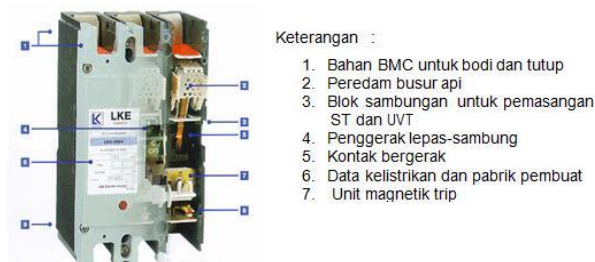 1
2
3
4
5
6
7
8
9
K LKE
ON
Keterangan :
1. Bahan BMC untuk bodi dan tutup
2. Peredam busur api
3. Blok sambungan untuk pemasangan
ST dan UVT
4. Penggerak lepas-sambung
5. Kontak bergerak
6. Data kelistrikan dan pabrik pembuat
7. Unit magnetik trip